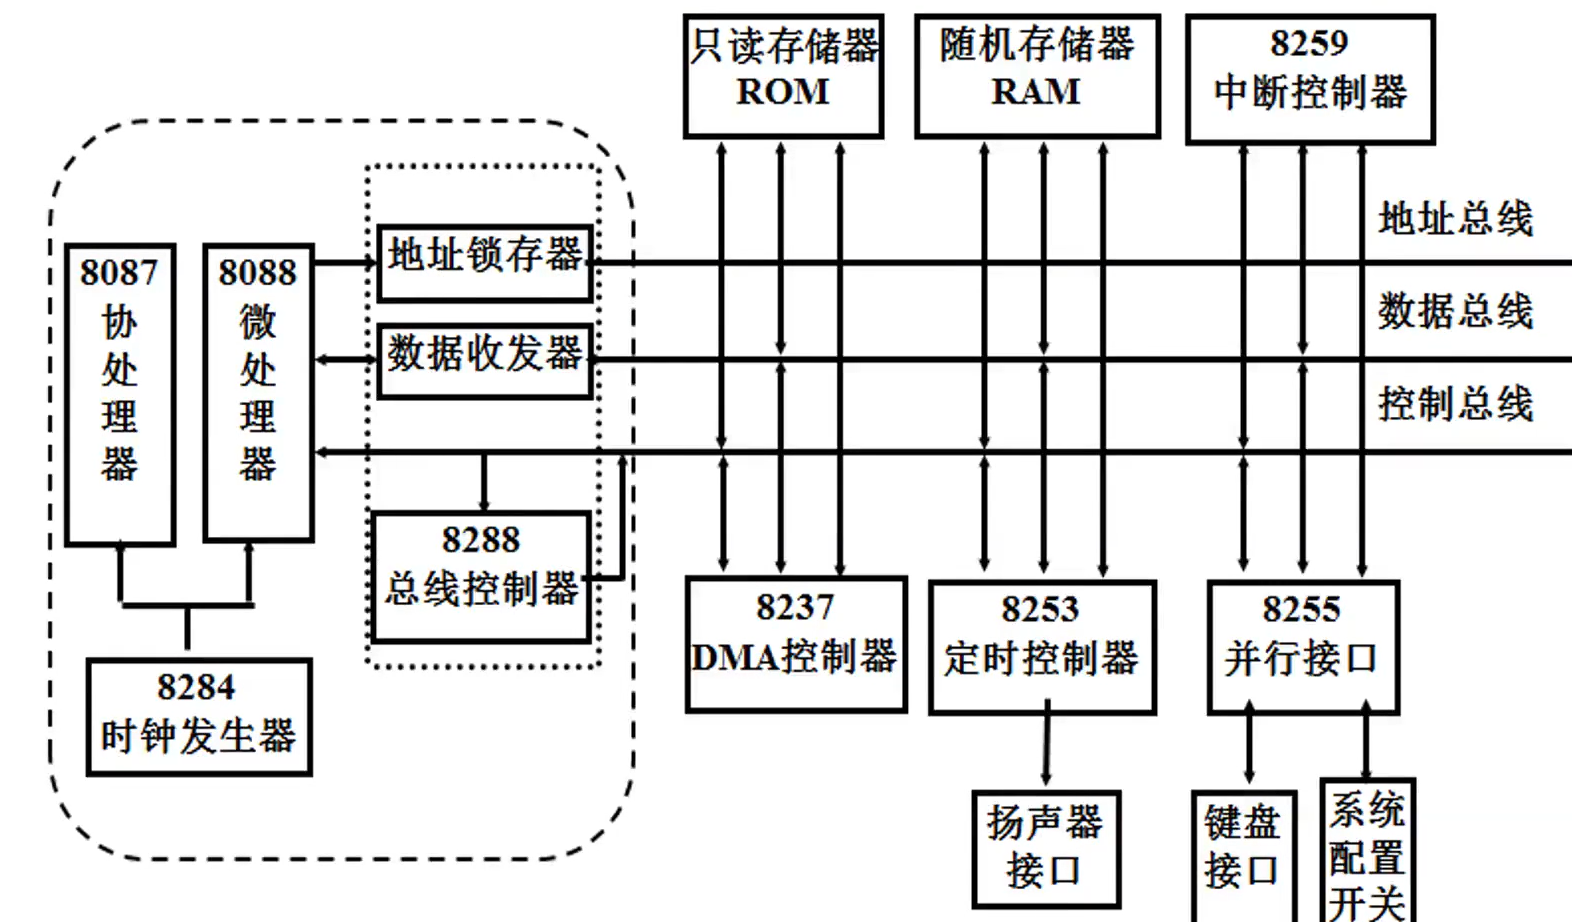 只读存储器
ROM
随机存储器
RAM
8259
中断控制器
地址总线
数据总线
控制总线
8087
协
处
理
器
8088
微
处
理
器
地址锁存器
数据收发器
8288
总线控制器
8284
时钟发生器
8237
DMA控制器
8253
定时控制器
8255
并行接口
扬声器
接口
键盘
接口
系统
配置
开关